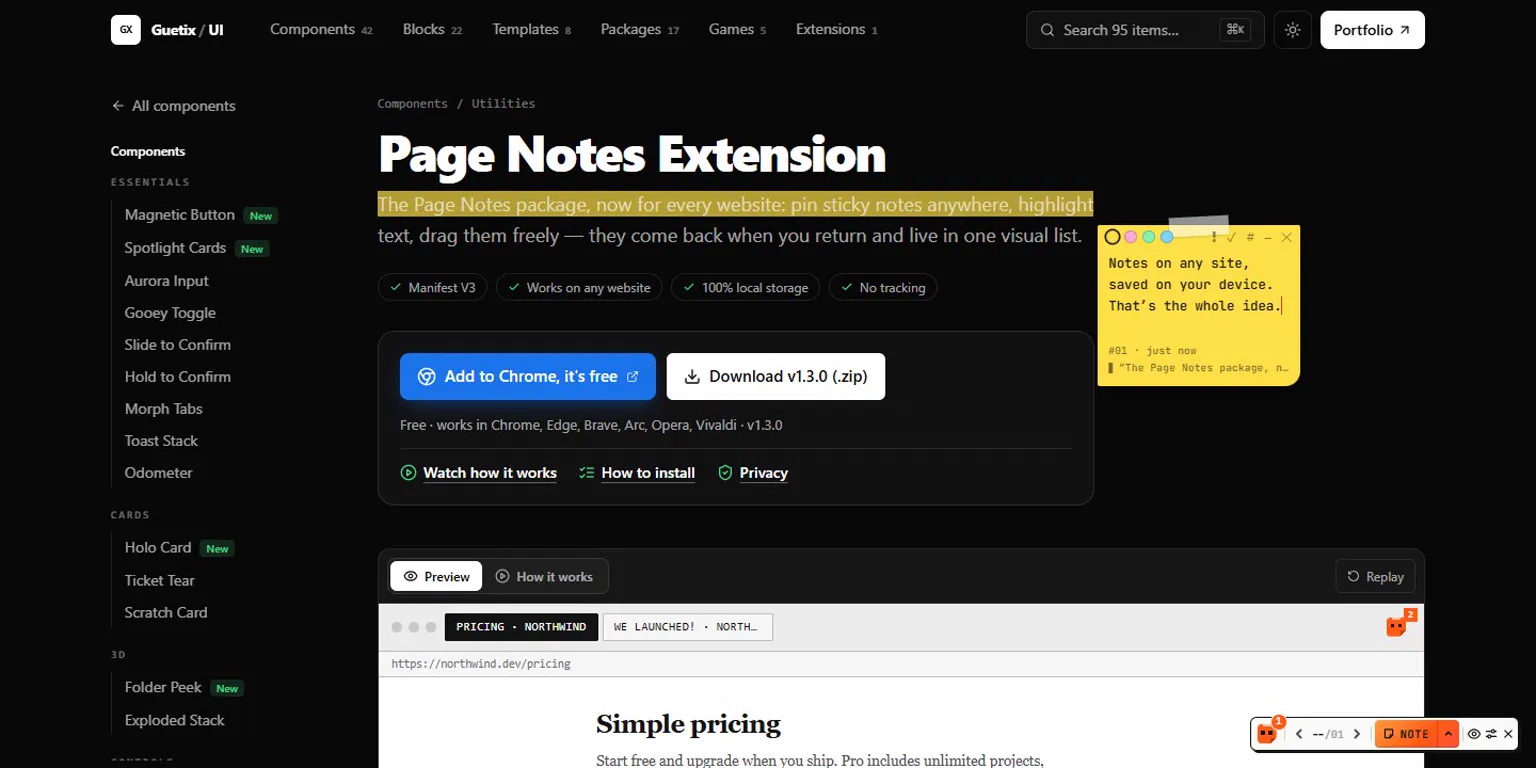 GX Guetix / UI Components 42 Blocks 22 Templates 8 Packages 17 Games 5 Extensions 1 Search 95 items... ⌘K Portfolio ↗
← All components
Components
ESSENTIALS
Magnetic Button New
Spotlight Cards New
Aurora Input
Gooey Toggle
Slide to Confirm
Hold to Confirm
Morph Tabs
Toast Stack
Odometer
CARDS
Holo Card New
Ticket Tear
Scratch Card
3D
Folder Peek New
Exploded Stack
Components / Utilities
Page Notes Extension
The Page Notes package, now for every website: pin sticky notes anywhere, highlight
text, drag them freely — they come back when you return and live in one visual list.
✓ Manifest V3 ✓ Works on any website ✓ 100% local storage ✓ No tracking
! ✓ # – ×
Notes on any site,
saved on your device.
That’s the whole idea.
#01 · just now
“The Page Notes package, n…
Add to Chrome, it's free Download v1.3.0 (.zip)
Free · works in Chrome, Edge, Brave, Arc, Opera, Vivaldi · v1.3.0
Watch how it works How to install Privacy
Preview How it works Replay
PRICING · NORTHWIND WE LAUNCHED! · NORTH… 2
https://northwind.dev/pricing
Simple pricing
Start free and upgrade when you ship. Pro includes unlimited projects,
1 --/01 NOTE